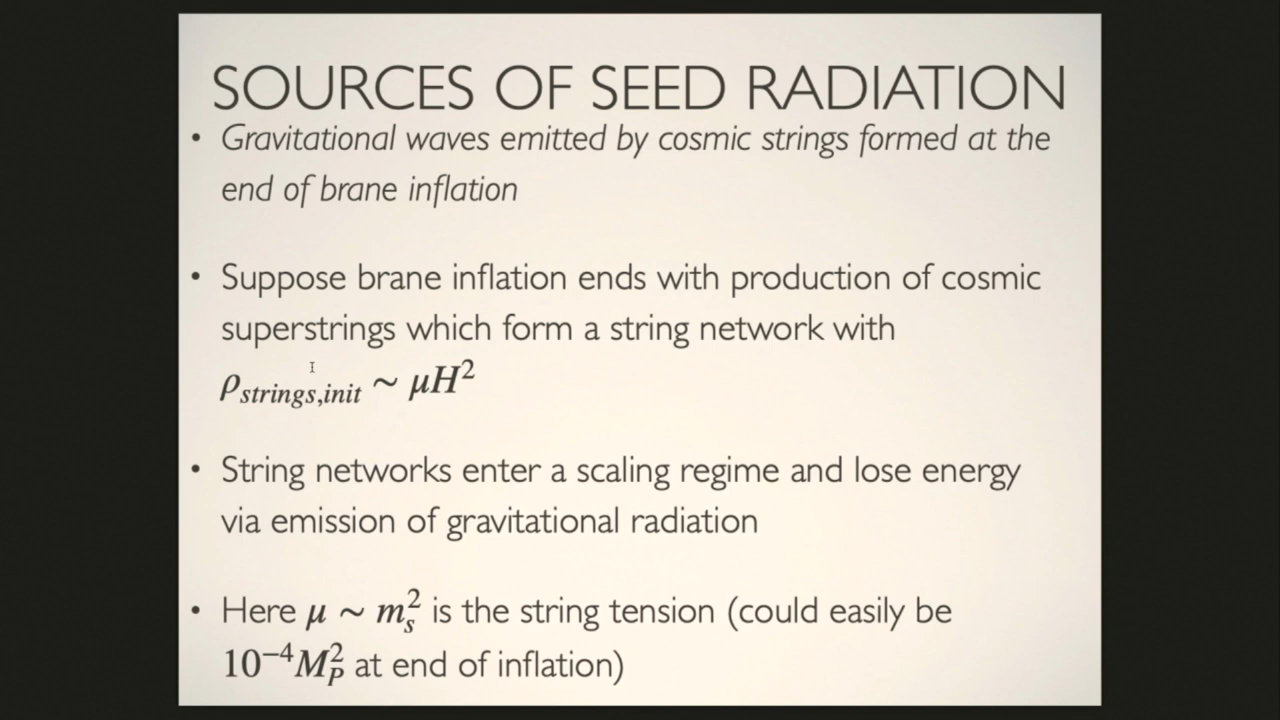 SOURCES OF SEED RADIATION
• Gravitational waves emitted by cosmic strings formed at the
end of brane inflation
• Suppose brane inflation ends with production of cosmic
superstrings which form a string network with
ρ_{strings,init} ~ μH²
• String networks enter a scaling regime and lose energy
via emission of gravitational radiation
• Here μ ~ m_s² is the string tension (could easily be
10⁻⁴M_P² at end of inflation)